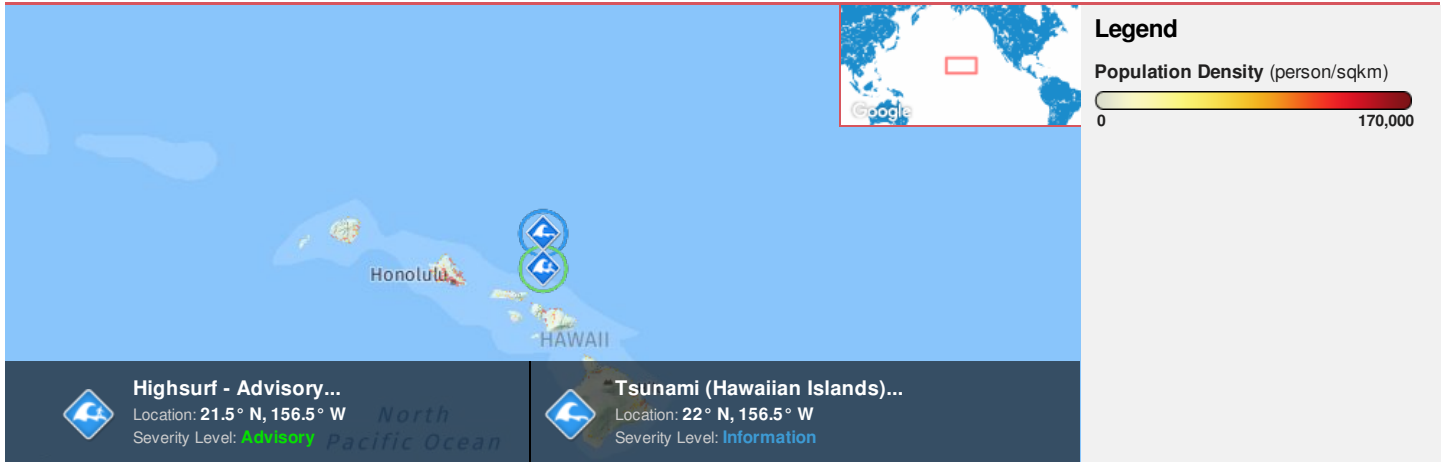 Google
Legend
Population Density (person/sqkm)
0
170,000
Honolulu
HAWAII
North
Pacific Ocean
Highsurf - Advisory...
Location: 21.5° N, 156.5° W
Severity Level: Advisory
Tsunami (Hawaiian Islands)...
Location: 22° N, 156.5° W
Severity Level: Information